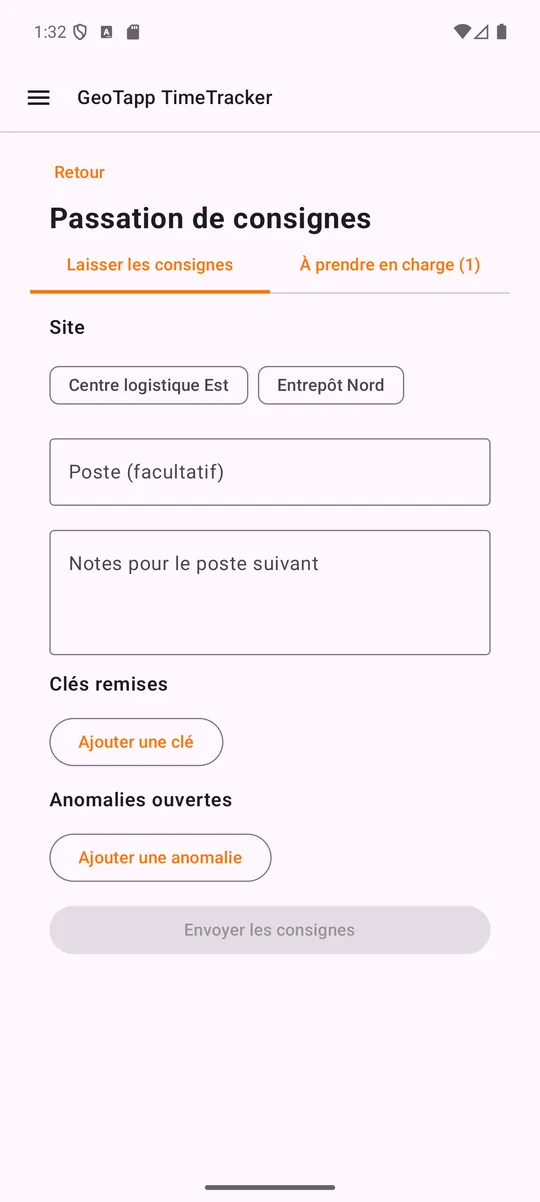 1:32
GeoTapp TimeTracker
Retour
Passation de consignes
Laisser les consignes
À prendre en charge (1)
Site
Centre logistique Est
Entrepôt Nord
Poste (facultatif)
Notes pour le poste suivant
Clés remises
Ajouter une clé
Anomalies ouvertes
Ajouter une anomalie
Envoyer les consignes